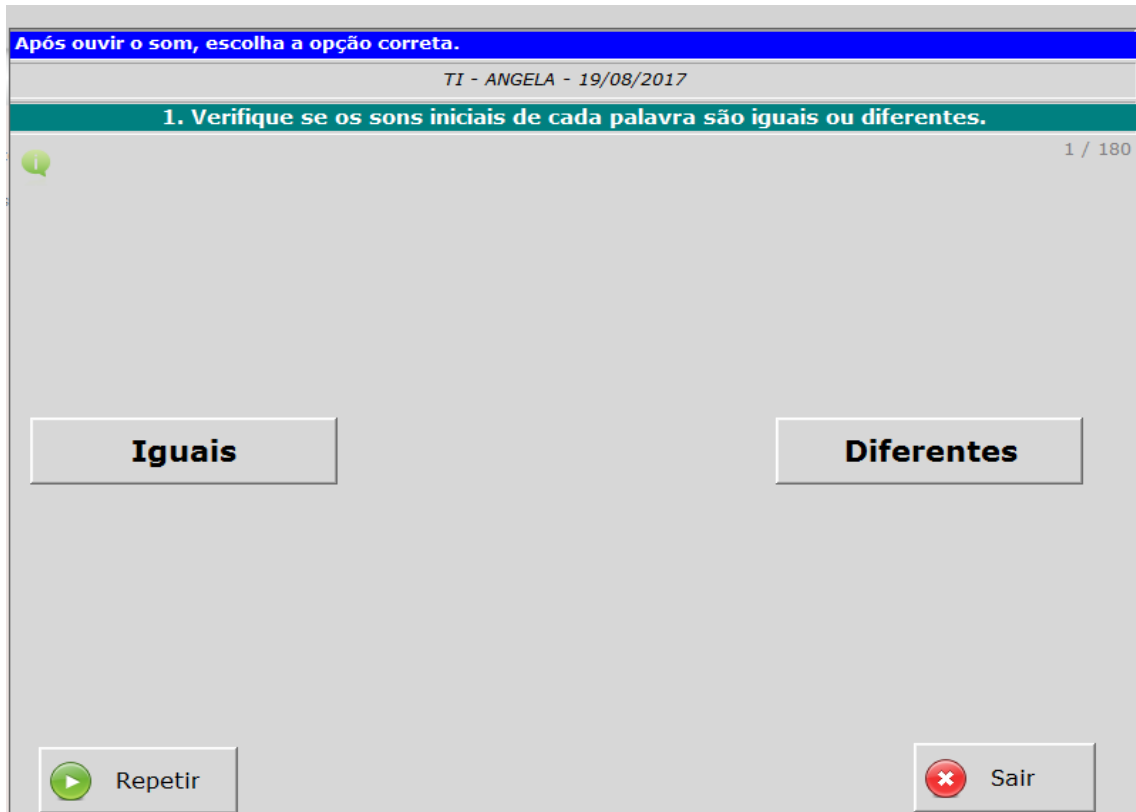 Após ouvir o som, escolha a opção correta.
TI - ANGELA - 19/08/2017
1. Verifique se os sons iniciais de cada palavra são iguais ou diferentes.
1 / 180
Iguais
Diferentes
Repetir
Sair